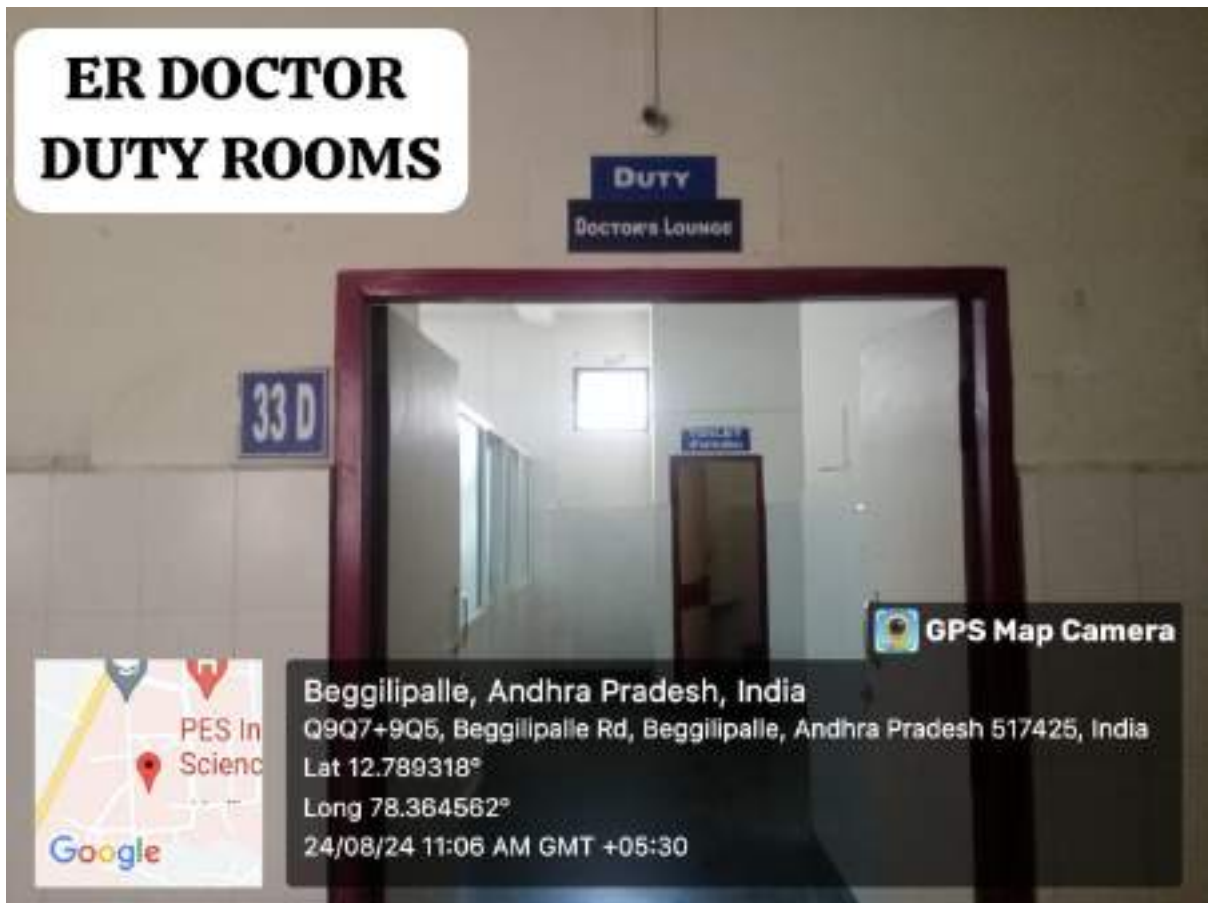 ER DOCTOR
DUTY ROOMS
DUTY
DOCTOR'S LOUNGE
33 D
TOILET
GPS Map Camera
PES In
Scienc
Google
Beggilipalle, Andhra Pradesh, India
Q9Q7+9Q5, Beggilipalle Rd, Beggilipalle, Andhra Pradesh 517425, India
Lat 12.789318°
Long 78.364562°
24/08/24 11:06 AM GMT +05:30